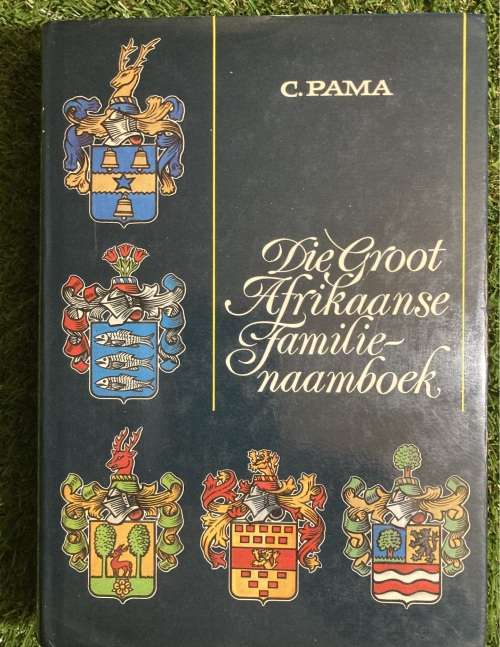 C. PAMA
Die Groot
Afrikaanse
Familie-
naamboek